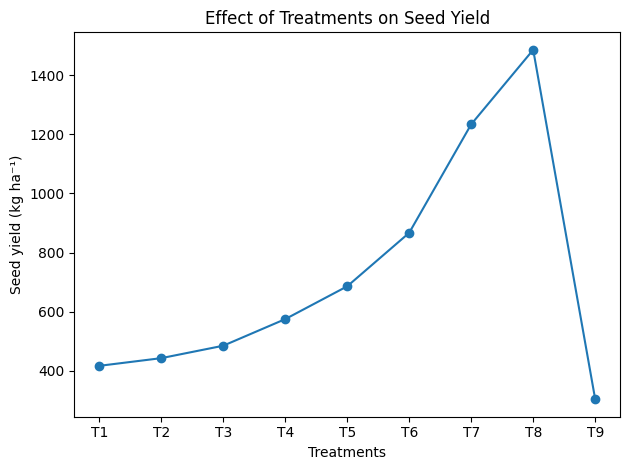 Effect of Treatments on Seed Yield
Seed yield (kg ha⁻¹)
1400
1200
1000
800
600
400
T1 T2 T3 T4 T5 T6 T7 T8 T9
Treatments